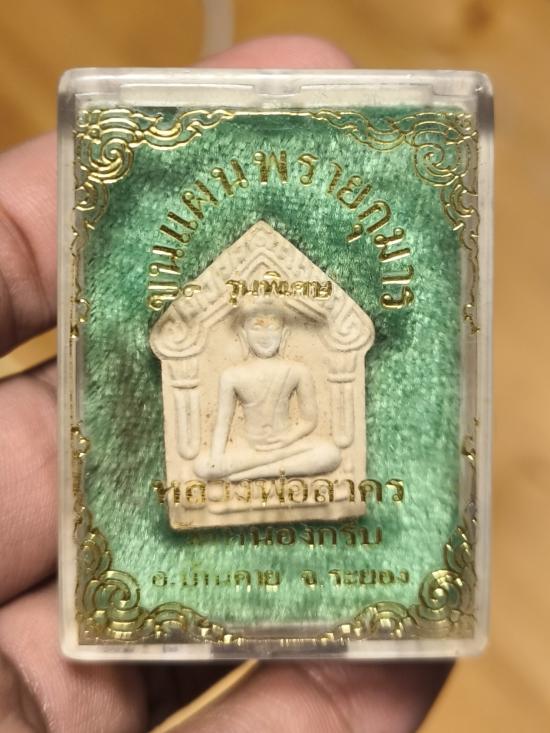 ขุนแผนพรายกุมาร
รุ่นพิเศษ
หลวงพ่อสาคร
วัดหนองกรับ
อ.บ้านค่าย จ.ระยอง